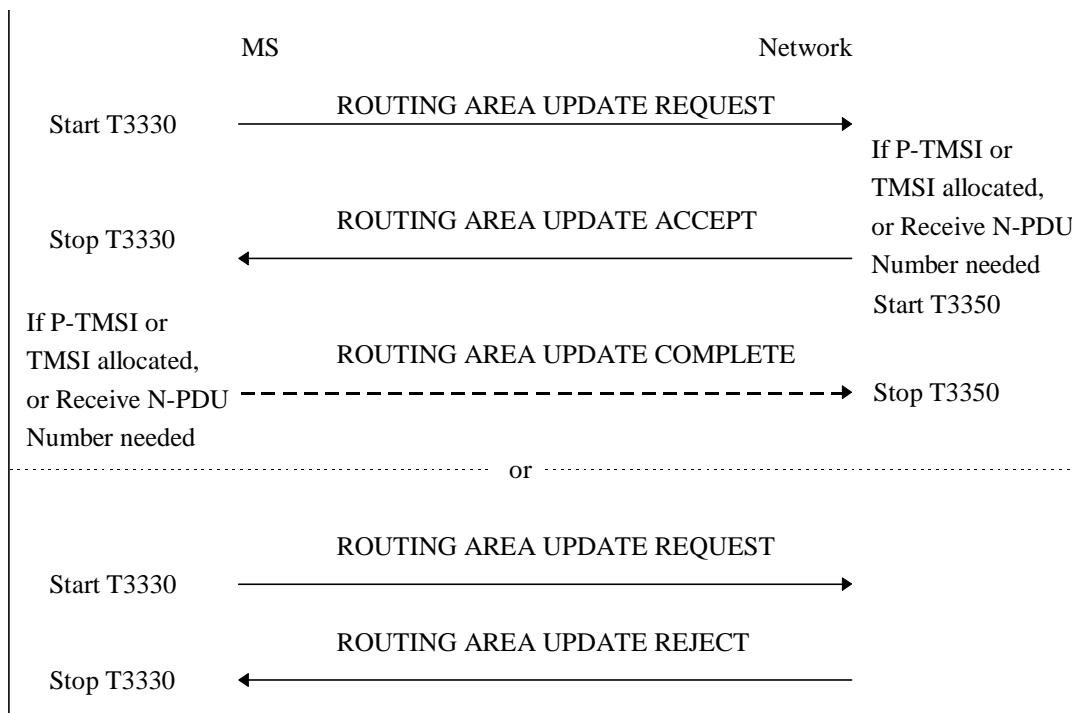 MS
Network
ROUTING AREA UPDATE REQUEST
Start T3330
If P-TMSI or
TMSI allocated,
or Receive N-PDU
Number needed
Start T3350
ROUTING AREA UPDATE ACCEPT
Stop T3330
If P-TMSI or
TMSI allocated,
or Receive N-PDU
Number needed
ROUTING AREA UPDATE COMPLETE
Stop T3350
or
ROUTING AREA UPDATE REQUEST
Start T3330
ROUTING AREA UPDATE REJECT
Stop T3330